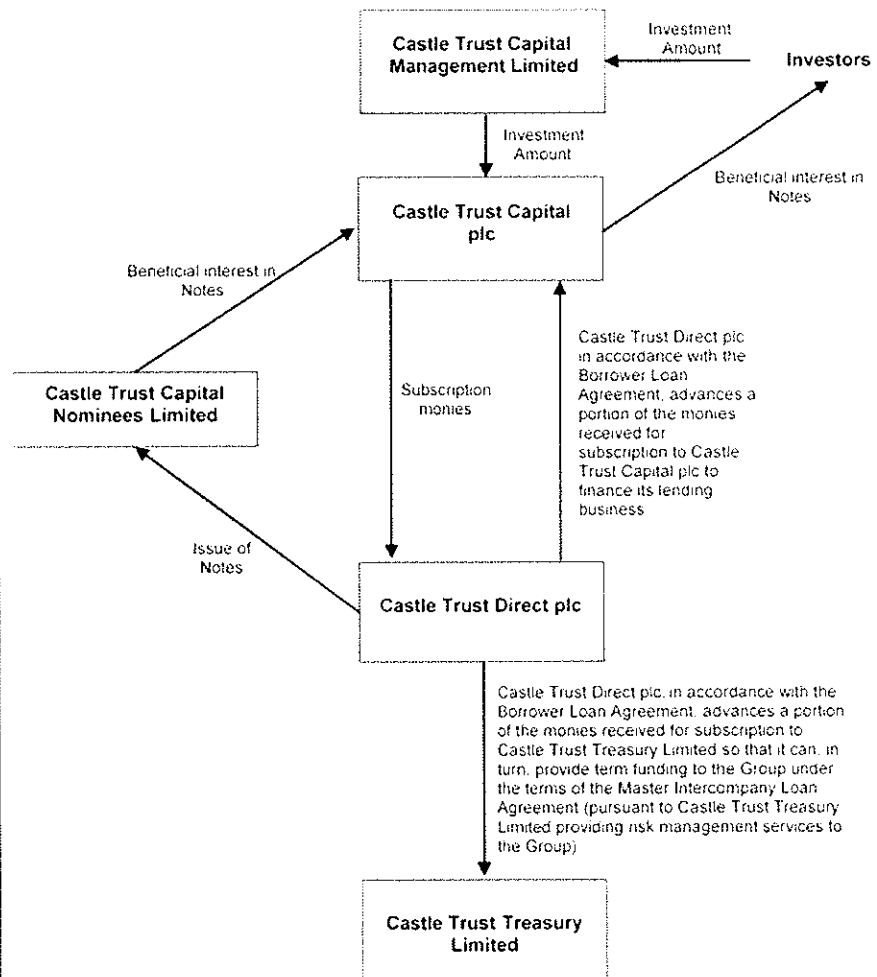 Castle Trust Capital
Management Limited
Investment
Amount
Investors
Investment
Amount
Castle Trust Capital
plc
Beneficial interest in
Notes
Beneficial interest in
Notes
Castle Trust Capital
Nominees Limited
Subscription
monies
Castle Trust Direct plc
in accordance with the
Borrower Loan
Agreement, advances a
portion of the monies
received for
subscription to Castle
Trust Capital plc to
finance its lending
business
Issue of
Notes
Castle Trust Direct plc
Castle Trust Direct plc, in accordance with the
Borrower Loan Agreement, advances a portion
of the monies received for subscription to
Castle Trust Treasury Limited so that it can, in
turn, provide term funding to the Group under
the terms of the Master Intercompany Loan
Agreement (pursuant to Castle Trust Treasury
Limited providing risk management services to
the Group)
Castle Trust Treasury
Limited